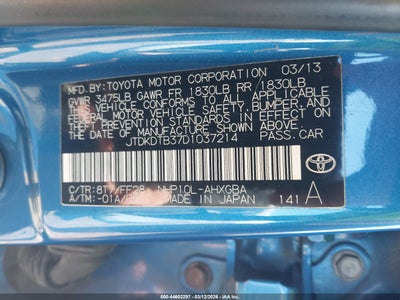 MFD.BY:TOYOTA MOTOR CORPORATION 03/13
GVWR 3475LB GAWR FR 1830LB RR 1830LB
THIS VEHICLE CONFORMS TO ALL APPLICABLE
FEDERAL MOTOR VEHICLE SAFETY, BUMPER, AND
THEFT PREVENTION STANDARDS IN EFFECT ON
THE DATE OF MANUFACTURE SHOWN ABOVE.
JTDKDTB37D1037214 PASS.CAR
C/TR:8T7/FF28 NHP10L-AHXGBA
A/TM:-01A/ MADE IN JAPAN 141 A
TOYOTA
000-44602297 - 03/12/2026 - COPYRIGHT IAA, LLC.